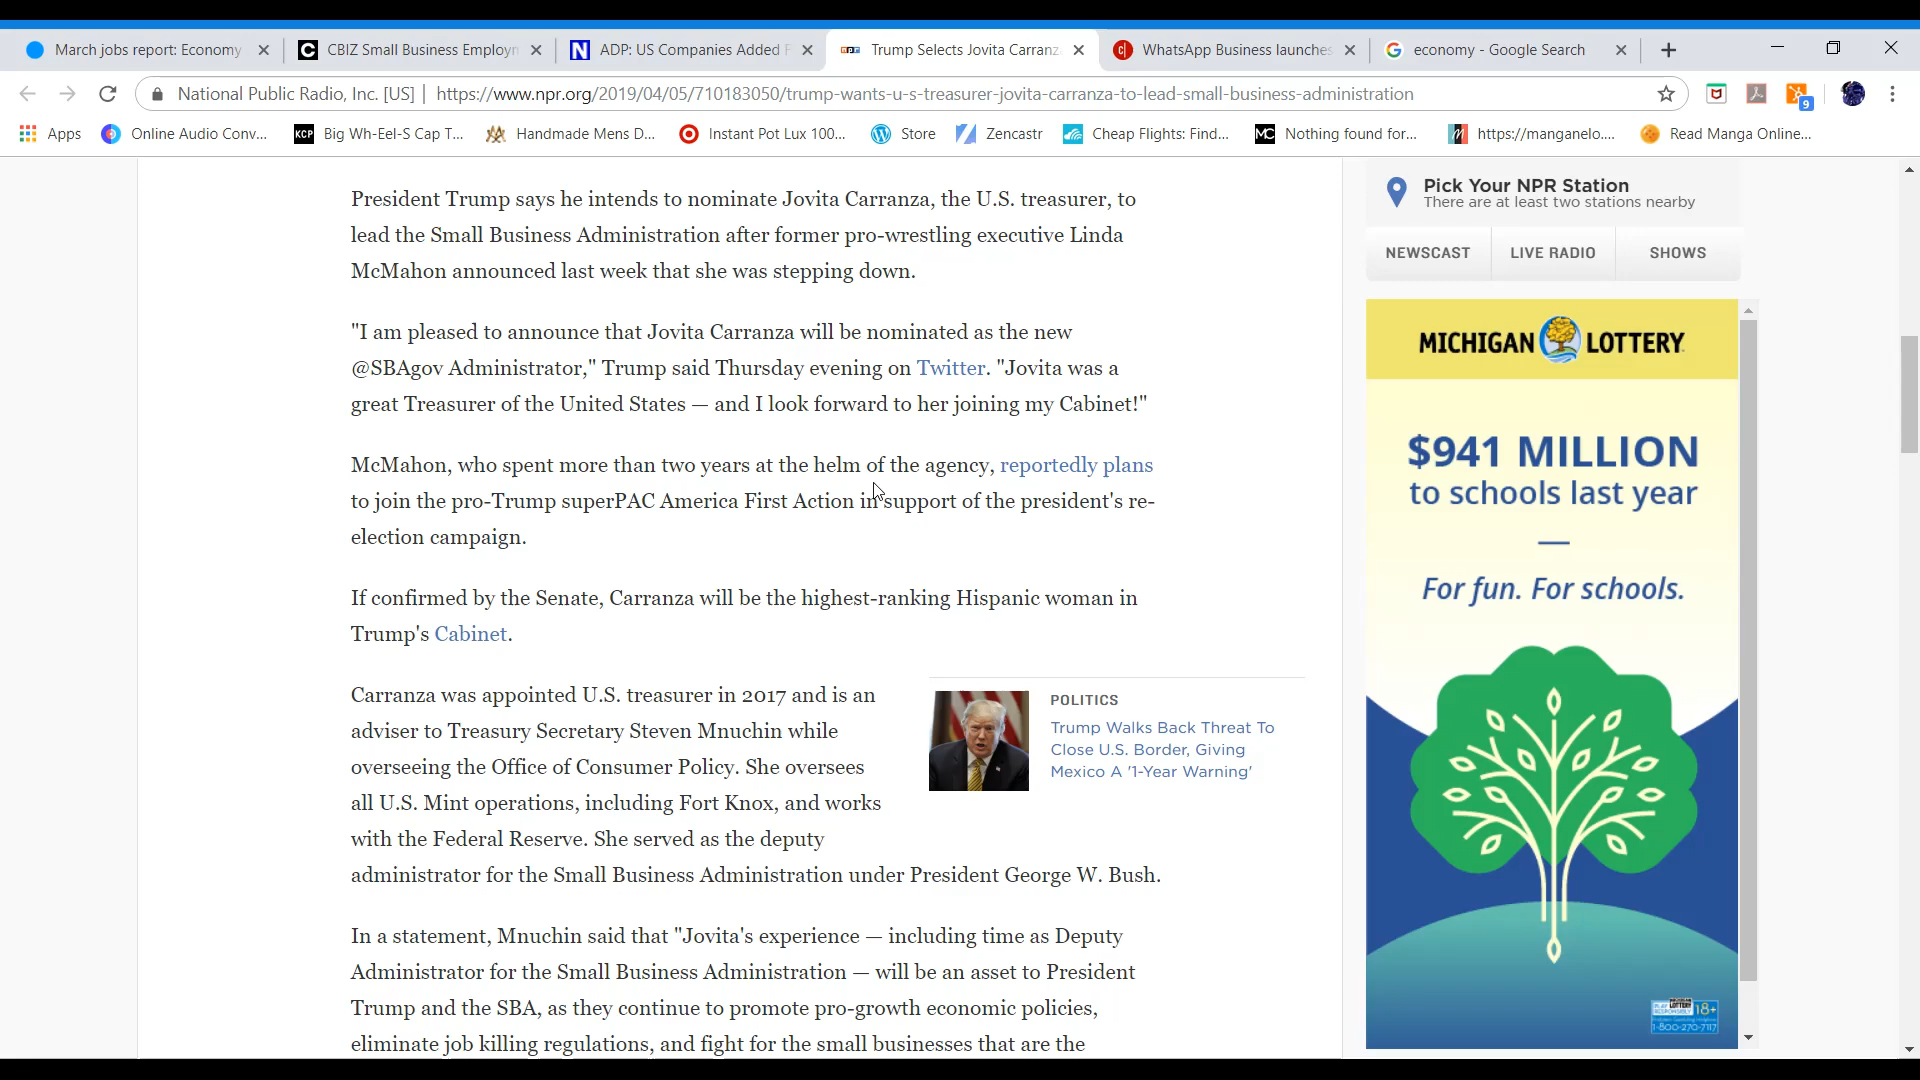 March jobs report: Economy
CBIZ Small Business Employn
ADP: US Companies Added F
Trump Selects Jovita Carranz
WhatsApp Business launches
economy - Google Search
National Public Radio, Inc. [US] | https://www.npr.org/2019/04/05/710183050/trump-wants-u-s-treasurer-jovita-carranza-to-lead-small-business-administration
9
Apps
Online Audio Conv...
KCP Big Wh-Eel-S Cap T...
Handmade Mens D...
Instant Pot Lux 100...
Store
Zencastr
Cheap Flights: Find...
MC Nothing found for...
https://manganelo....
Read Manga Online...
President Trump says he intends to nominate Jovita Carranza, the U.S. treasurer, to
lead the Small Business Administration after former pro-wrestling executive Linda
McMahon announced last week that she was stepping down.
"I am pleased to announce that Jovita Carranza will be nominated as the new
@SBAgov Administrator," Trump said Thursday evening on Twitter. "Jovita was a
great Treasurer of the United States — and I look forward to her joining my Cabinet!"
McMahon, who spent more than two years at the helm of the agency, reportedly plans
to join the pro-Trump superPAC America First Action in support of the president's re-
election campaign.
If confirmed by the Senate, Carranza will be the highest-ranking Hispanic woman in
Trump's Cabinet.
Carranza was appointed U.S. treasurer in 2017 and is an
adviser to Treasury Secretary Steven Mnuchin while
overseeing the Office of Consumer Policy. She oversees
all U.S. Mint operations, including Fort Knox, and works
with the Federal Reserve. She served as the deputy
administrator for the Small Business Administration under President George W. Bush.
In a statement, Mnuchin said that "Jovita's experience — including time as Deputy
Administrator for the Small Business Administration — will be an asset to President
Trump and the SBA, as they continue to promote pro-growth economic policies,
eliminate job killing regulations, and fight for the small businesses that are the
POLITICS
Trump Walks Back Threat To
Close U.S. Border, Giving
Mexico A '1-Year Warning'
Pick Your NPR Station
There are at least two stations nearby
NEWSCAST
LIVE RADIO
SHOWS
MICHIGAN LOTTERY
$941 MILLION
to schools last year
For fun. For schools.
18+
1-800-270-7117